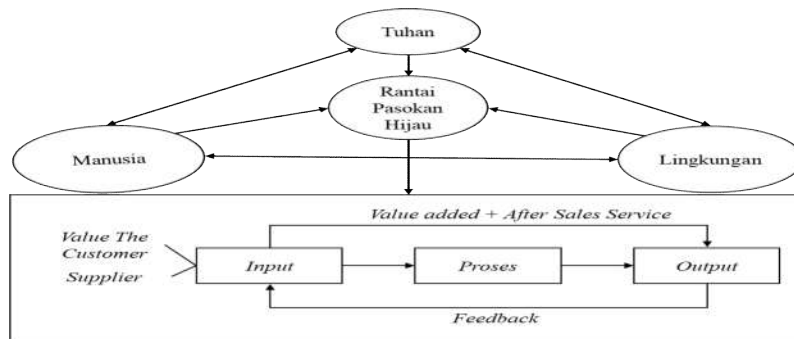 Tuhan
Rantai
Pasokan
Hijau
Manusia
Lingkungan
Value added + After Sales Service
Value The
Customer
Supplier
Input
Proses
Output
Feedback